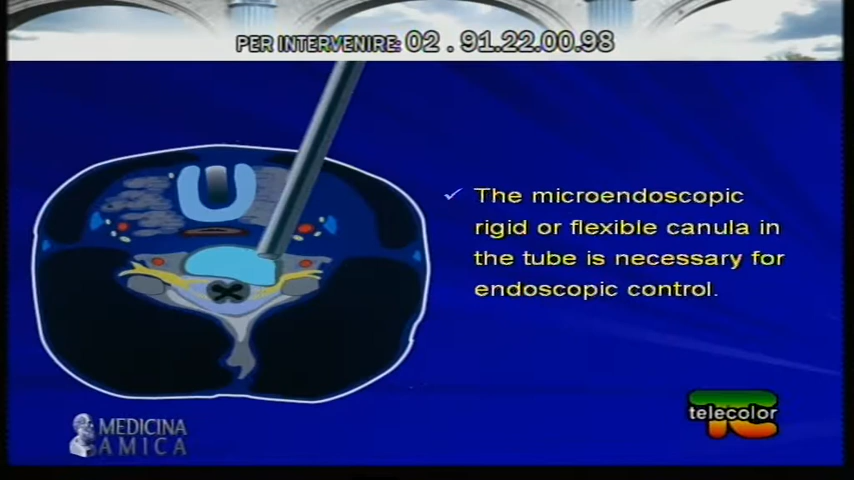 PER INTERVENIRE: 02 . 91.22.00.98
The microendoscopic
rigid or flexible canula in
the tube is necessary for
endoscopic control.
MEDICINA
AMICA
telecolor
TC